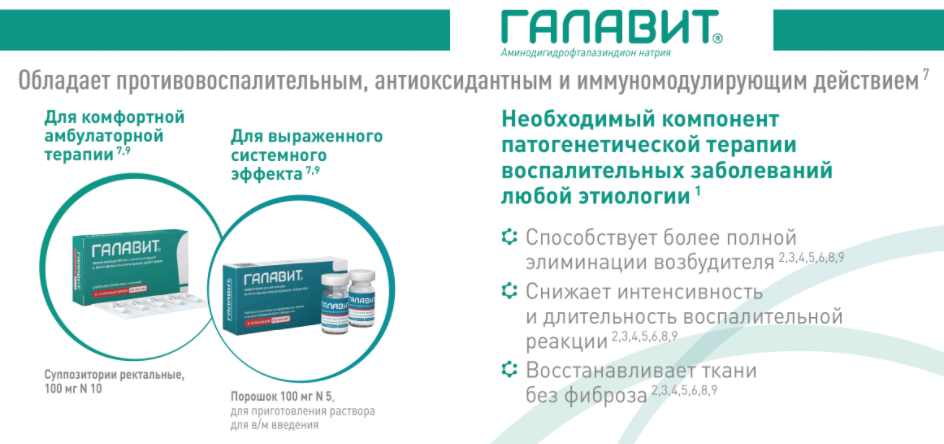 ГАЛАВИТ®
Аминодигидрофталазиндион натрия
Обладает противовоспалительным, антиоксидантным и иммуномодулирующим действием 7
Для комфортной
амбулаторной
терапии 7,9
ГАЛАВИТ
Суппозитории ректальные,
100 мг N 10
Для выраженного
системного
эффекта 7,9
ГАЛАВИТ
Порошок 100 мг N 5,
для приготовления раствора
для в/м введения
Необходимый компонент
патогенетической терапии
воспалительных заболеваний
любой этиологии 1
Способствует более полной
элиминации возбудителя 2,3,4,5,6,8,9
Снижает интенсивность
и длительность воспалительной
реакции 2,3,4,5,6,8,9
Восстанавливает ткани
без фиброза 2,3,4,5,6,8,9